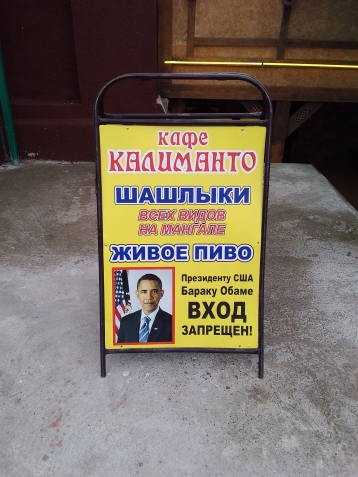 кафе
КАЛИМАНТО
ШАШЛЫКИ
ВСЕХ ВИДОВ
НА МАНГАЛЕ
ЖИВОЕ ПИВО
Президенту США
Бараку Обаме
ВХОД
ЗАПРЕЩЕН!